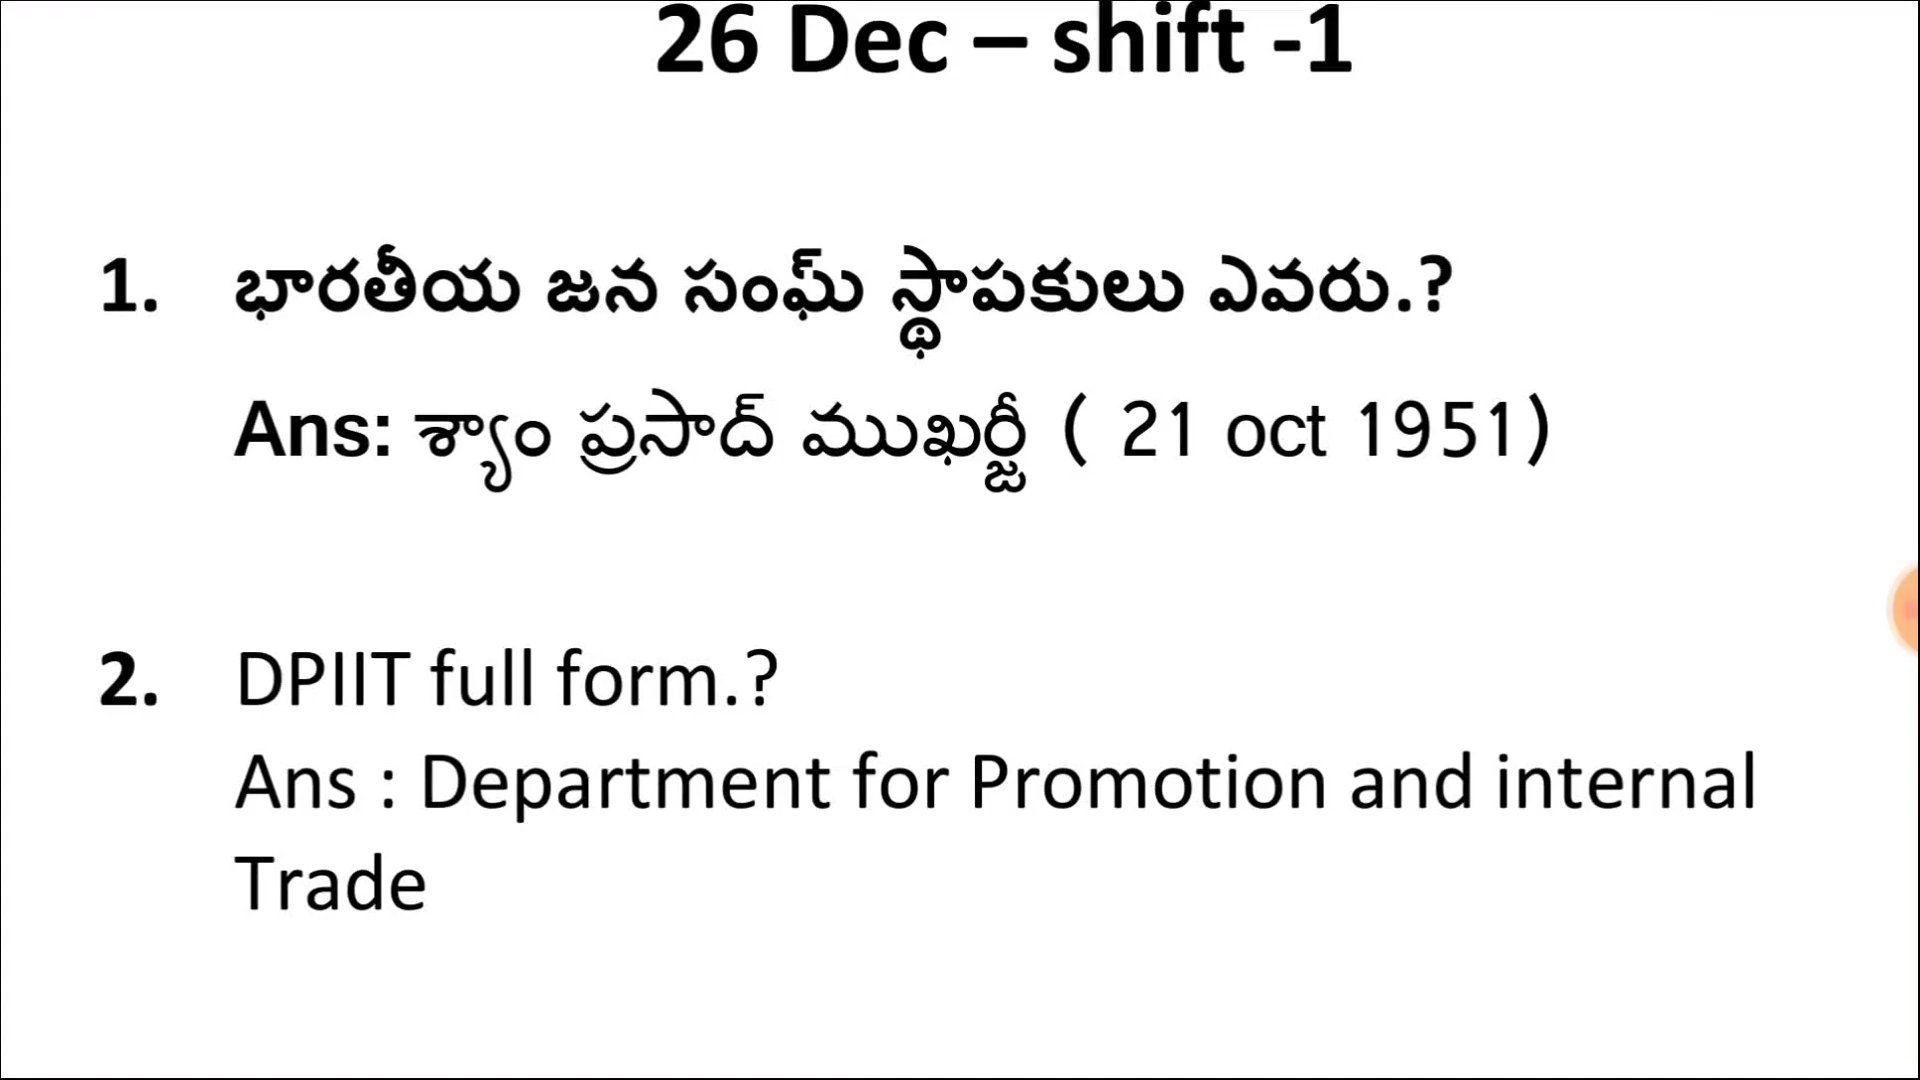 26 Dec – shift -1
1. భారతీయ జన సంఘ్ స్థాపకులు ఎవరు.?
Ans: శ్యాం ప్రసాద్ ముఖర్జీ ( 21 oct 1951)
2. DPIIT full form.?
Ans : Department for Promotion and internal
Trade